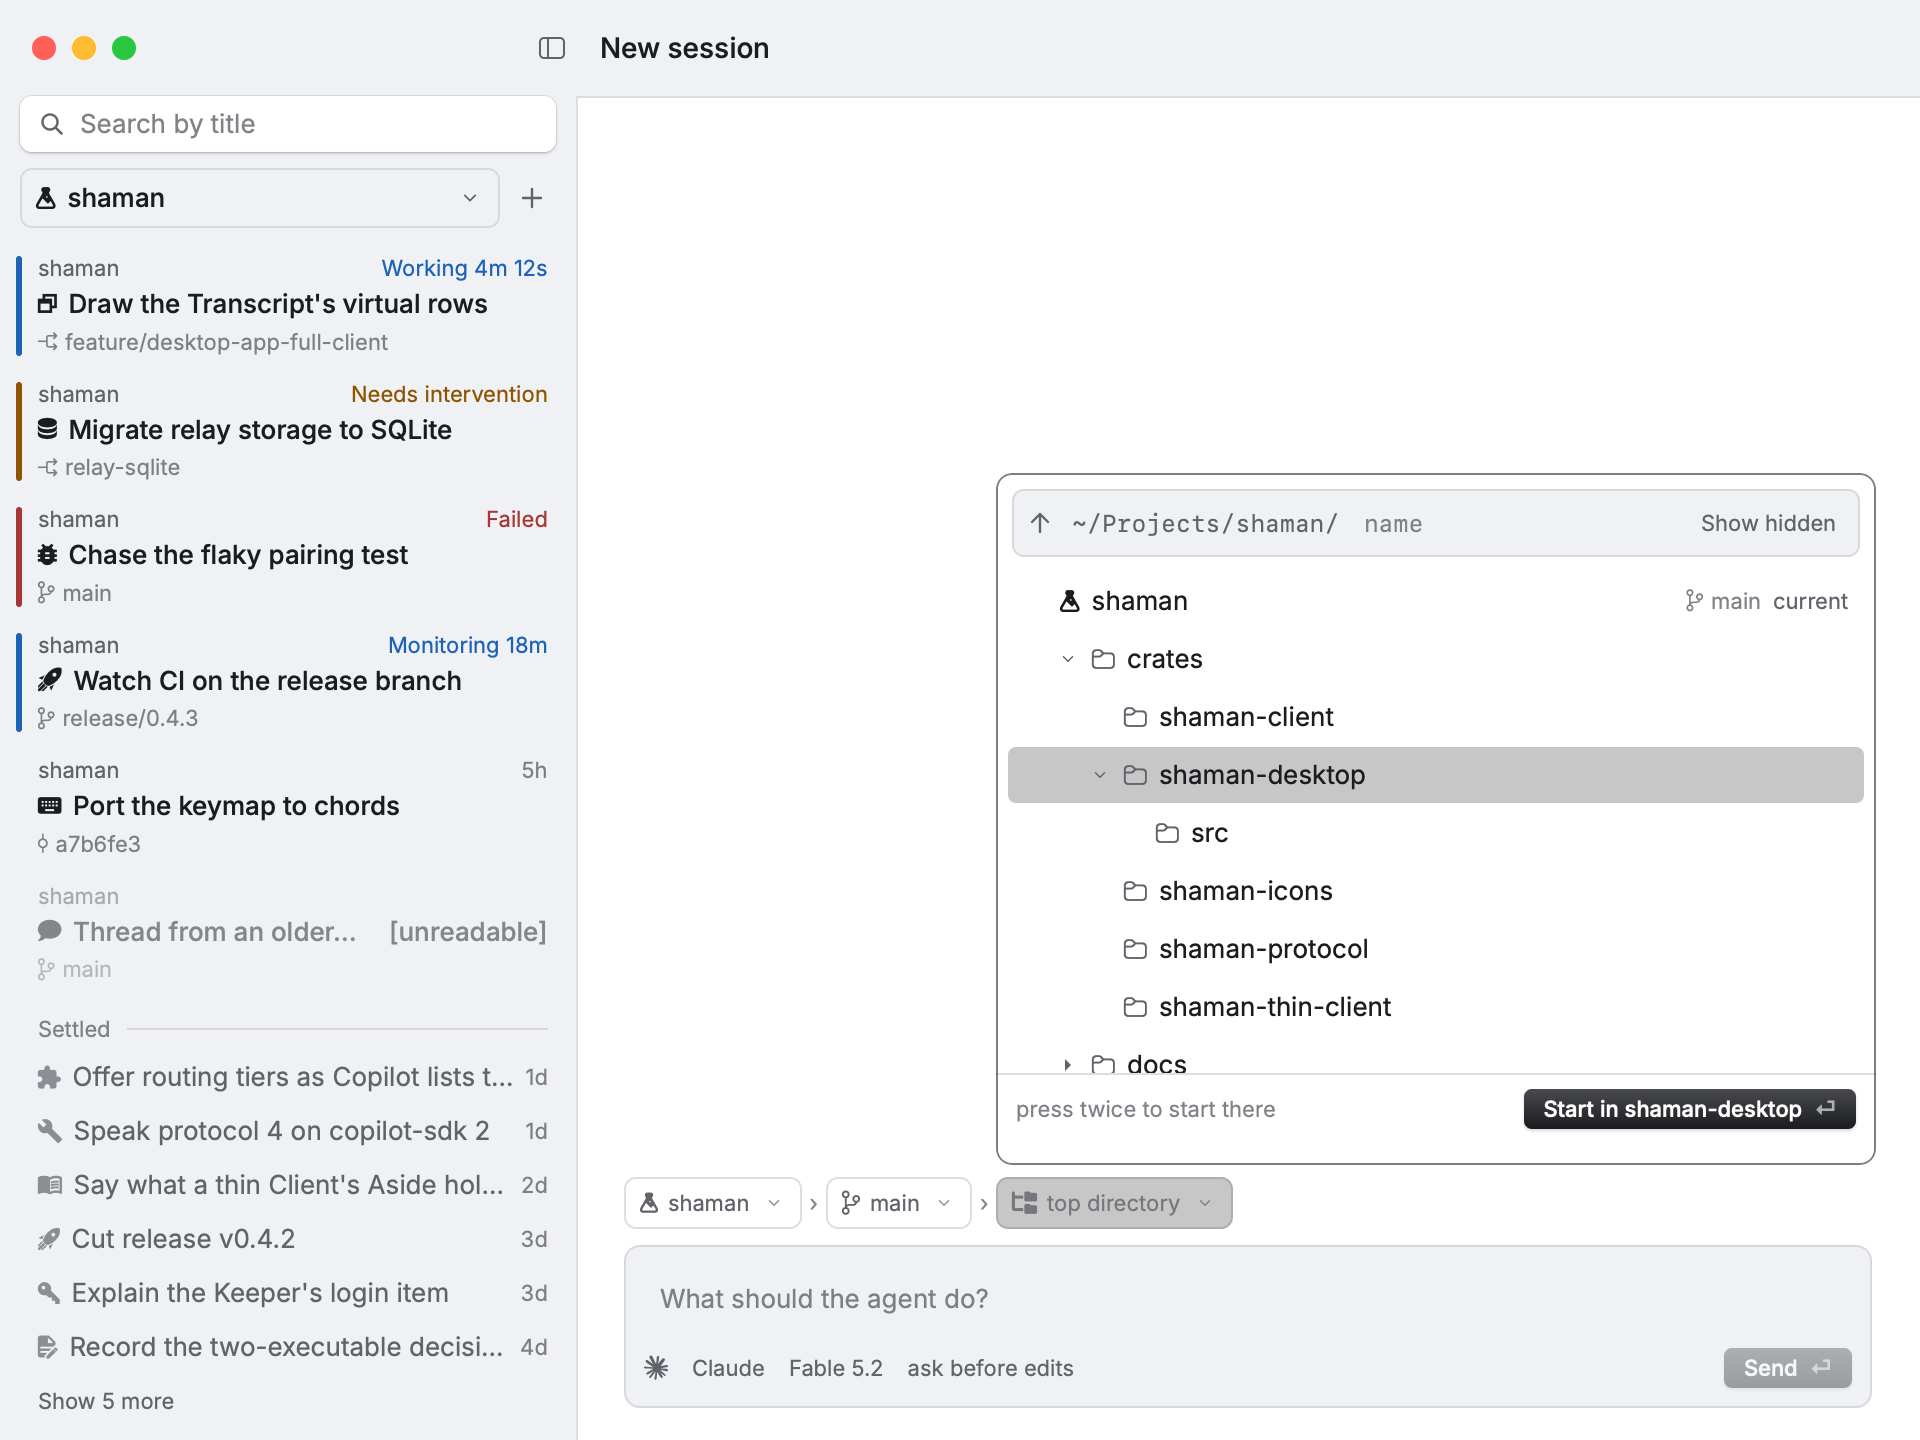 New session
Search by title
shaman
shaman Working 4m 12s
Draw the Transcript's virtual rows
feature/desktop-app-full-client
shaman Needs intervention
Migrate relay storage to SQLite
relay-sqlite
shaman Failed
Chase the flaky pairing test
main
shaman Monitoring 18m
Watch CI on the release branch
release/0.4.3
shaman 5h
Port the keymap to chords
a7b6fe3
shaman
Thread from an older... [unreadable]
main
Settled
Offer routing tiers as Copilot lists t... 1d
Speak protocol 4 on copilot-sdk 2 1d
Say what a thin Client's Aside hol... 2d
Cut release v0.4.2 3d
Explain the Keeper's login item 3d
Record the two-executable decisi... 4d
Show 5 more
~/Projects/shaman/ name Show hidden
shaman main current
crates
shaman-client
shaman-desktop
src
shaman-icons
shaman-protocol
shaman-thin-client
docs
press twice to start there Start in shaman-desktop
shaman › main › top directory
What should the agent do?
Claude Fable 5.2 ask before edits Send